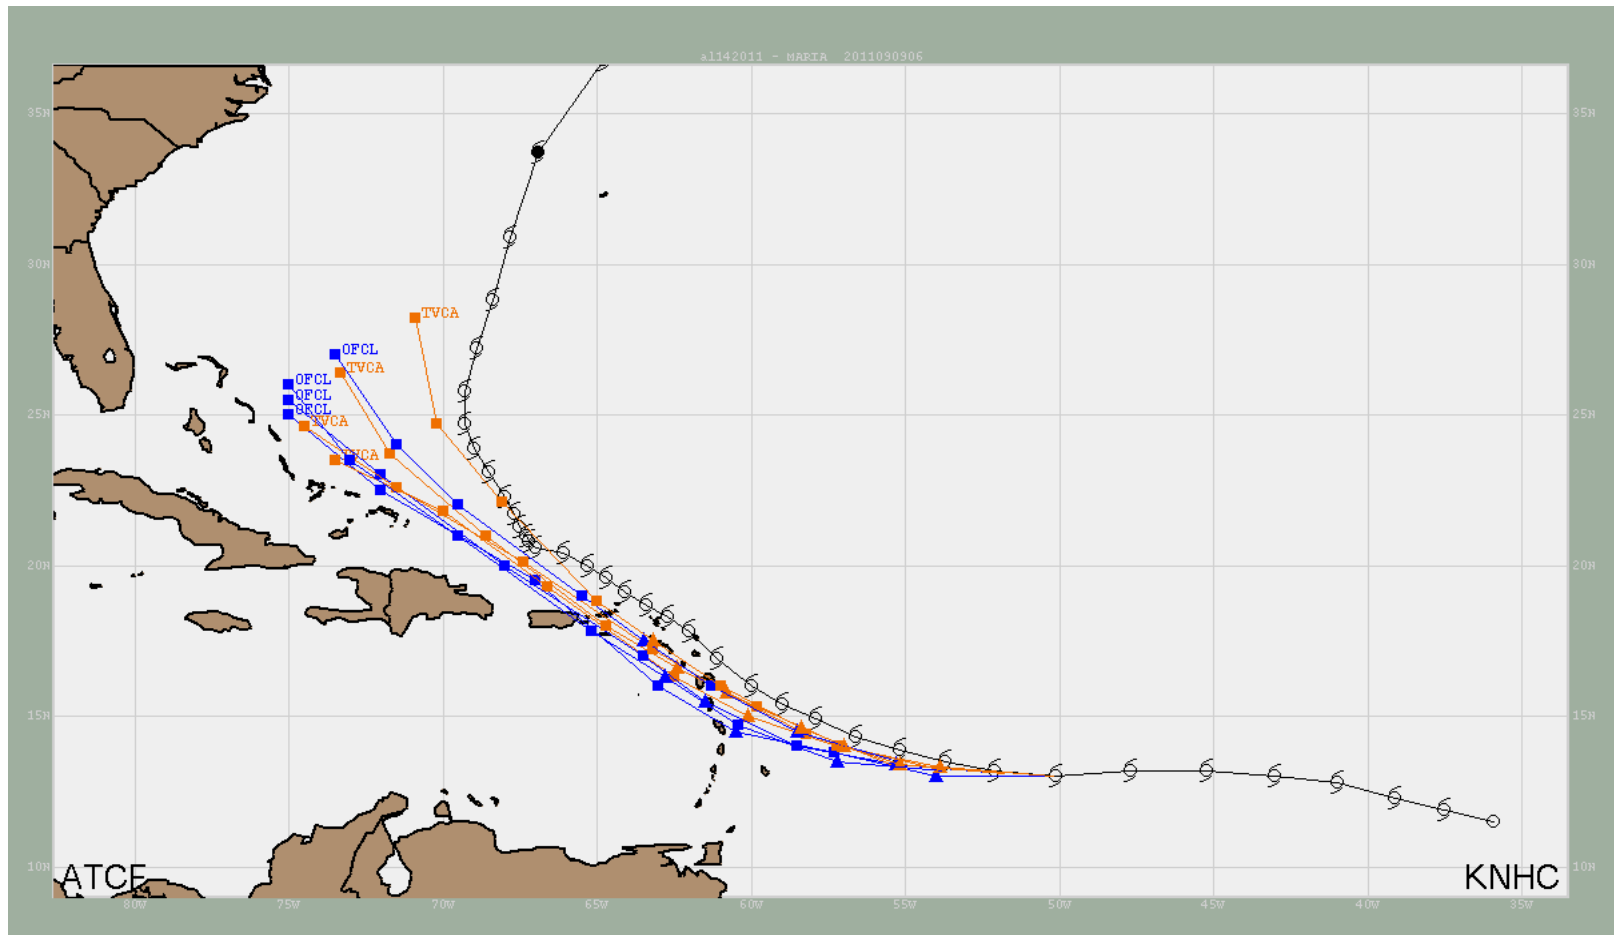 al142011 - MARIA 2011090906
35N
35N
30N
30N
TVCA
OFCL
TVCA
OFCL
OFCL
OFCL
TVCA
TVCA
25N
25N
20N
20N
15N
15N
10N
10N
ATCF
KNHC
80W 75W 70W 65W 60W 55W 50W 45W 40W 35W